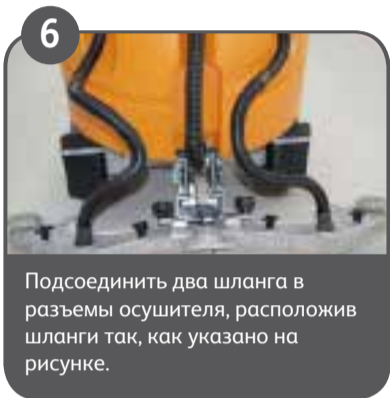 6
Подсоединить два шланга в
разъемы осушителя, расположив
шланги так, как указано на
рисунке.